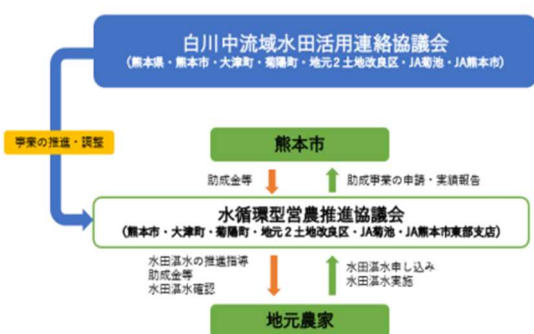 白川中流域水田活用連絡協議会
(熊本県・熊本市・大津町・菊陽町・地元2土地改良区・JA菊池・JA熊本市)
事業の推進・調整
熊本市
助成金等
助成事業の申請・実績報告
水循環型営農推進協議会
(熊本市・大津町・菊陽町・地元2土地改良区・JA菊池・JA熊本市東部支店)
水田湛水の推進指導
助成金等
水田湛水確認
水田湛水申し込み
水田湛水実施
地元農家